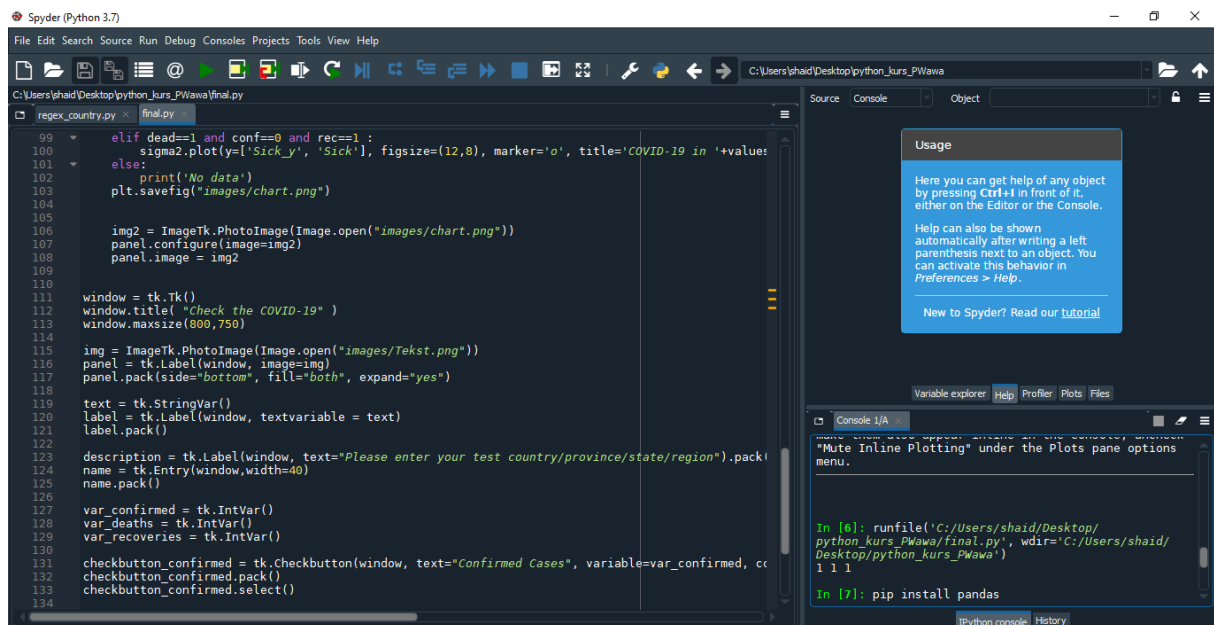 Spyder (Python 3.7)
File Edit Search Source Run Debug Consoles Projects Tools View Help
C:\Users\shaid\Desktop\python_kurs_PWawa
C:\Users\shaid\Desktop\python_kurs_PWawa\final.py
regex_country.py
final.py
99 elif dead==1 and conf==0 and rec==1 :
100 sigma2.plot(y=['Sick_y', 'Sick'], figsize=(12,8), marker='o', title='COVID-19 in '+values
101 else:
102 print('No data')
103 plt.savefig("images/chart.png")
104
105
106 img2 = ImageTk.PhotoImage(Image.open("images/chart.png"))
107 panel.configure(image=img2)
108 panel.image = img2
109
110
111 window = tk.Tk()
112 window.title( "Check the COVID-19" )
113 window.maxsize(800,750)
114
115 img = ImageTk.PhotoImage(Image.open("images/Tekst.png"))
116 panel = tk.Label(window, image=img)
117 panel.pack(side="bottom", fill="both", expand="yes")
118
119 text = tk.StringVar()
120 label = tk.Label(window, textvariable = text)
121 label.pack()
122
123 description = tk.Label(window, text="Please enter your test country/province/state/region").pack(
124 name = tk.Entry(window,width=40)
125 name.pack()
126
127 var_confirmed = tk.IntVar()
128 var_deaths = tk.IntVar()
129 var_recoveries = tk.IntVar()
130
131 checkbutton_confirmed = tk.Checkbutton(window, text="Confirmed Cases", variable=var_confirmed, co
132 checkbutton_confirmed.pack()
133 checkbutton_confirmed.select()
134
Source Console Object
Usage
Here you can get help of any object
by pressing Ctrl+I in front of it,
either on the Editor or the Console.
Help can also be shown
automatically after writing a left
parenthesis next to an object. You
can activate this behavior in
Preferences > Help.
New to Spyder? Read our tutorial
Variable explorer Help Profiler Plots Files
Console 1/A
make them also appear inline in the console, uncheck
"Mute Inline Plotting" under the Plots pane options
menu.
In [6]: runfile('C:/Users/shaid/Desktop/
python_kurs_PWawa/final.py', wdir='C:/Users/shaid/
Desktop/python_kurs_PWawa')
1 1 1
In [7]: pip install pandas
IPython console History